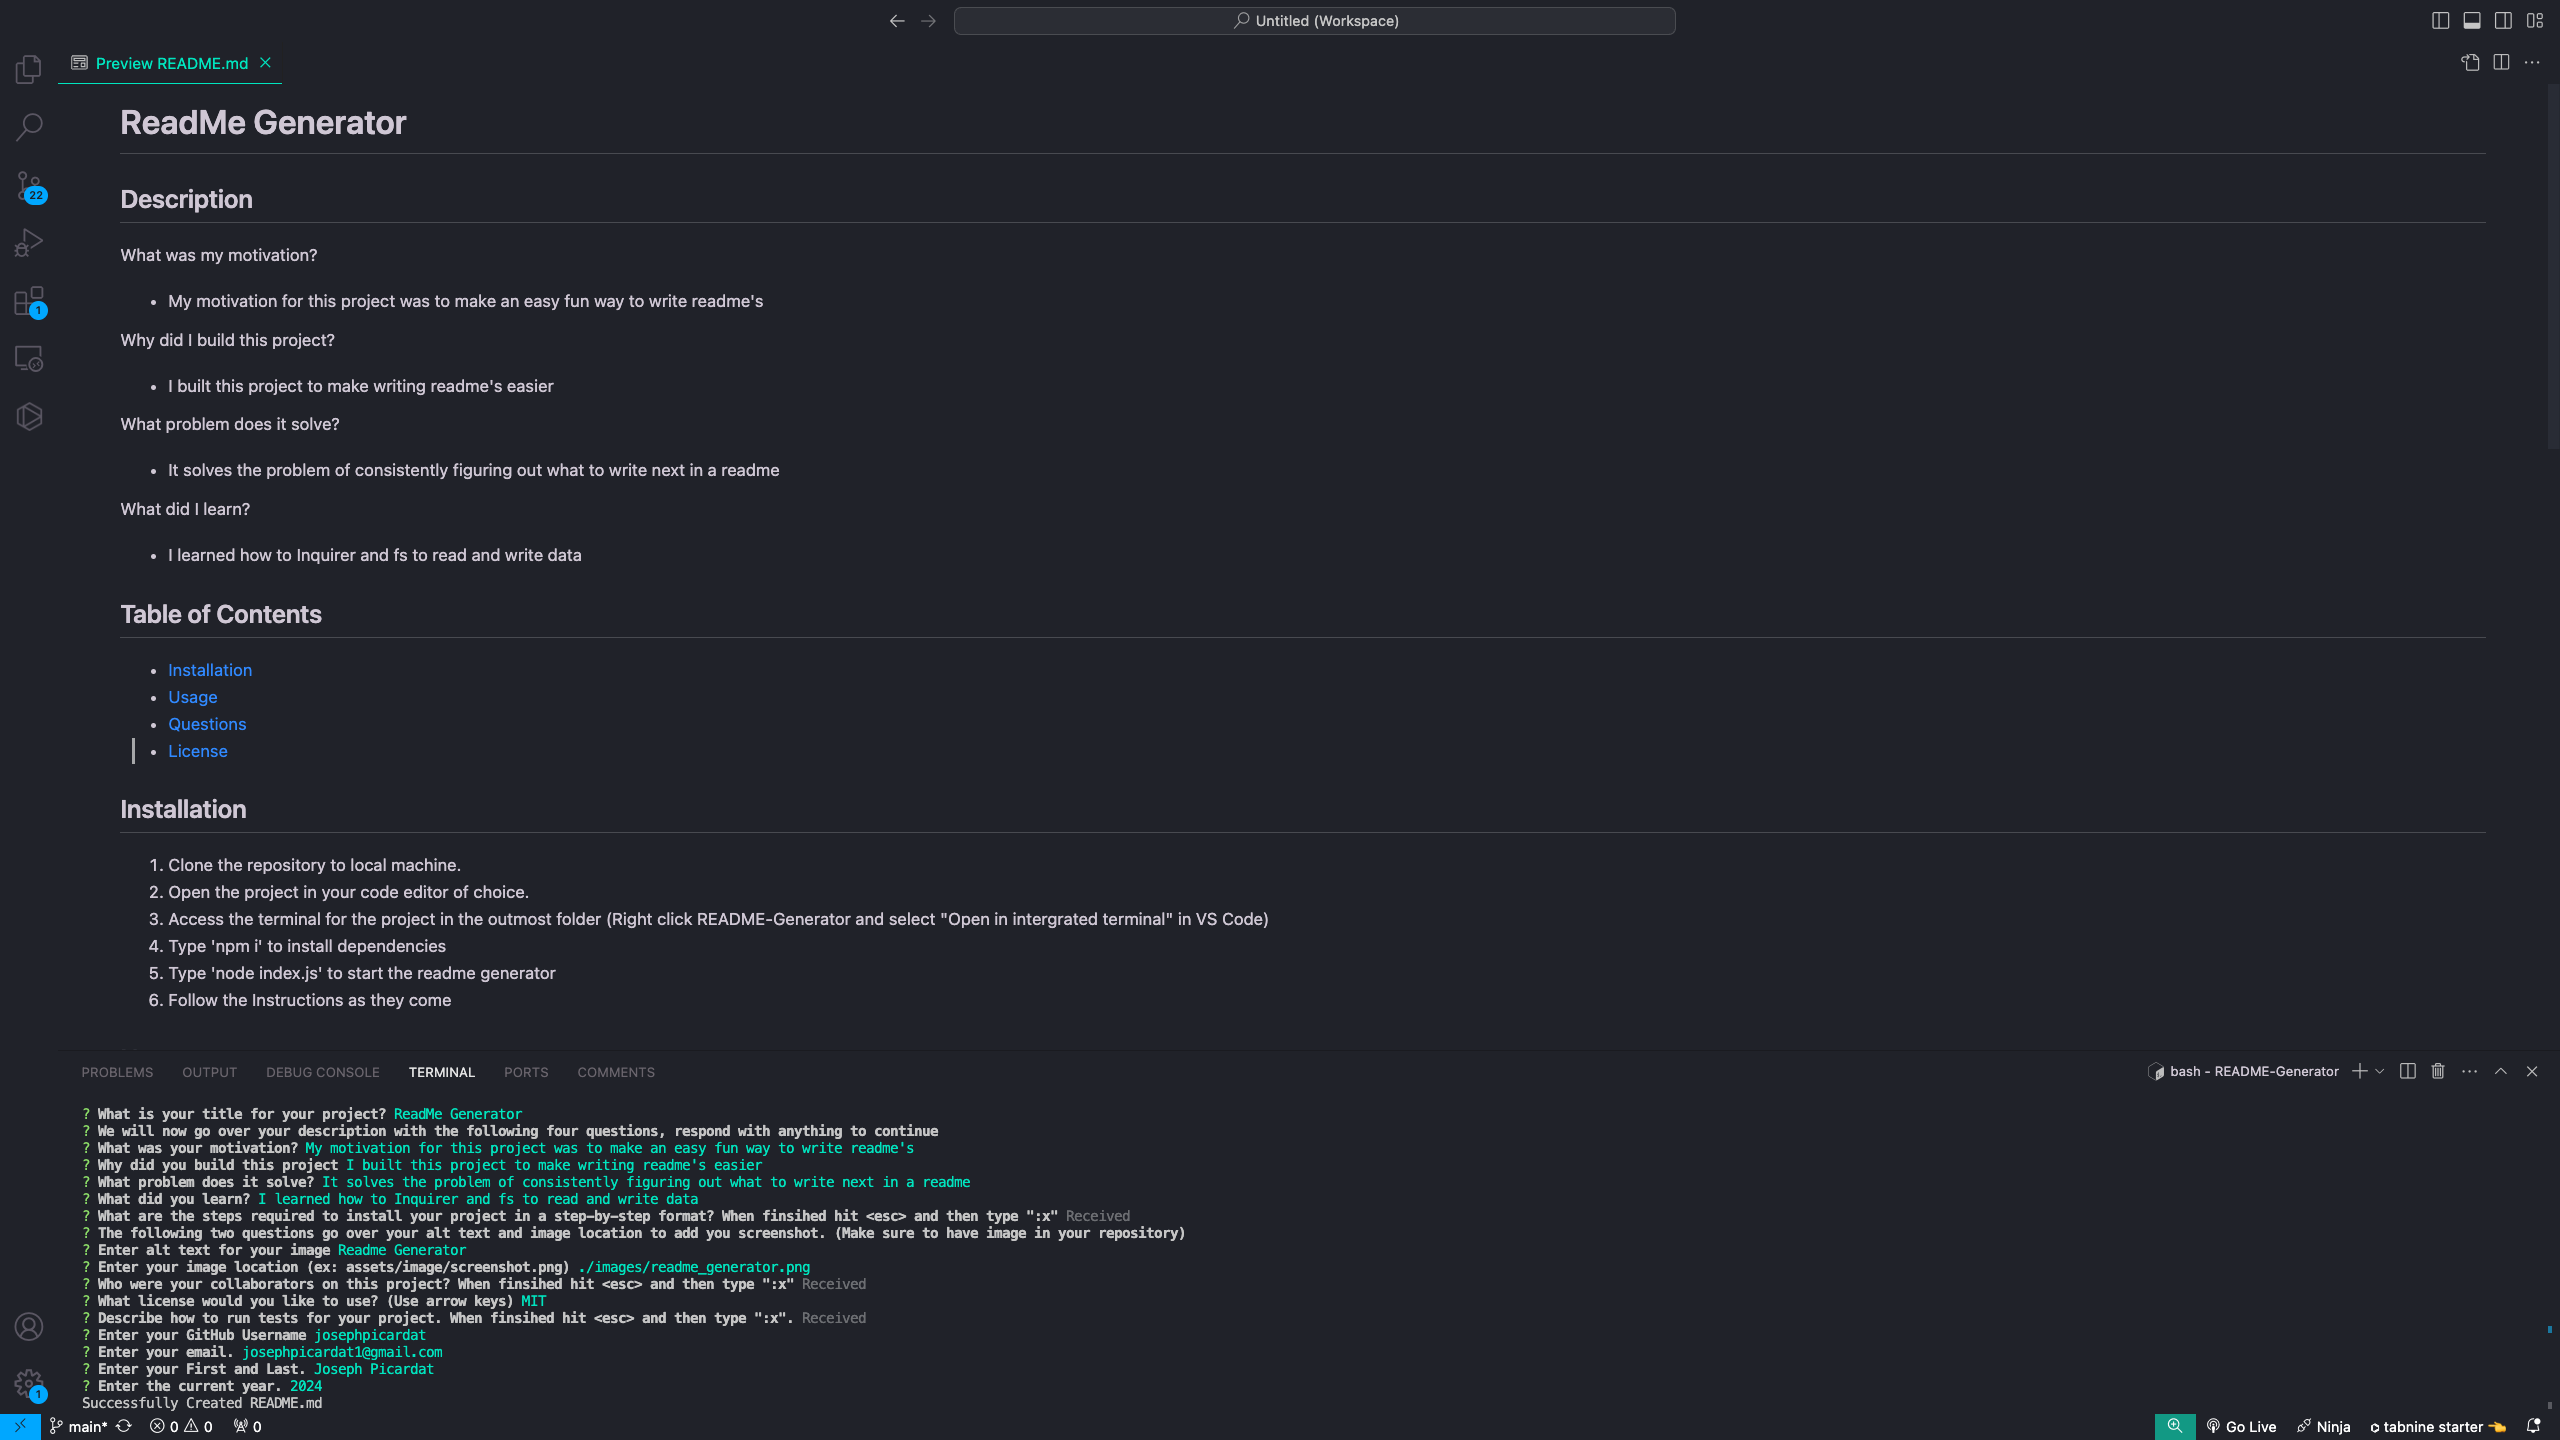 Untitled (Workspace)
Preview README.md
ReadMe Generator
Description
What was my motivation?
• My motivation for this project was to make an easy fun way to write readme's
Why did I build this project?
• I built this project to make writing readme's easier
What problem does it solve?
• It solves the problem of consistently figuring out what to write next in a readme
What did I learn?
• I learned how to Inquirer and fs to read and write data
Table of Contents
• Installation
• Usage
• Questions
• License
Installation
1. Clone the repository to local machine.
2. Open the project in your code editor of choice.
3. Access the terminal for the project in the outmost folder (Right click README-Generator and select "Open in intergrated terminal" in VS Code)
4. Type 'npm i' to install dependencies
5. Type 'node index.js' to start the readme generator
6. Follow the Instructions as they come
22
1
1
PROBLEMS OUTPUT DEBUG CONSOLE TERMINAL PORTS COMMENTS bash - README-Generator
? What is your title for your project? ReadMe Generator
? We will now go over your description with the following four questions, respond with anything to continue
? What was your motivation? My motivation for this project was to make an easy fun way to write readme's
? Why did you build this project I built this project to make writing readme's easier
? What problem does it solve? It solves the problem of consistently figuring out what to write next in a readme
? What did you learn? I learned how to Inquirer and fs to read and write data
? What are the steps required to install your project in a step-by-step format? When finsihed hit <esc> and then type ":x" Received
? The following two questions go over your alt text and image location to add you screenshot. (Make sure to have image in your repository)
? Enter alt text for your image Readme Generator
? Enter your image location (ex: assets/image/screenshot.png) ./images/readme_generator.png
? Who were your collaborators on this project? When finsihed hit <esc> and then type ":x" Received
? What license would you like to use? (Use arrow keys) MIT
? Describe how to run tests for your project. When finsihed hit <esc> and then type ":x". Received
? Enter your GitHub Username josephpicardat
? Enter your email. josephpicardat1@gmail.com
? Enter your First and Last. Joseph Picardat
? Enter the current year. 2024
Successfully Created README.md
main* 0 0 0 Go Live Ninja tabnine starter